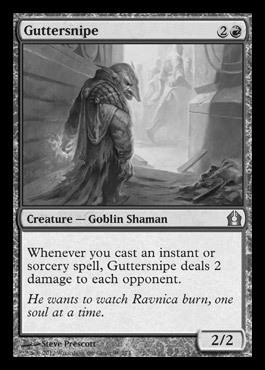 Guttersnipe 2
Creature — Goblin Shaman
Whenever you cast an instant or
sorcery spell, Guttersnipe deals 2
damage to each opponent.
He wants to watch Ravnica burn, one
soul at a time.
Steve Prescott
2/2